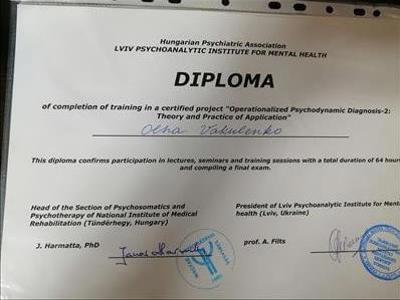 Hungarian Psychiatric Association
LVIV PSYCHOANALYTIC INSTITUTE FOR MENTAL HEALTH
DIPLOMA
of completion of training in a certified project "Operationalized Psychodynamic Diagnosis-2:
Theory and Practice of Application"
Olha Vakulenko
This diploma confirms participation in lectures, seminars and training sessions with a total duration of 64 hours
and compiling a final exam.
Head of the Section of Psychosomatics and
Psychotherapy of National Institute of Medical
Rehabilitation (Tündérhegy, Hungary)
J. Harmatta, PhD
President of Lviv Psychoanalytic Institute for Mental
health (Lviv, Ukraine)
prof. A. Filts